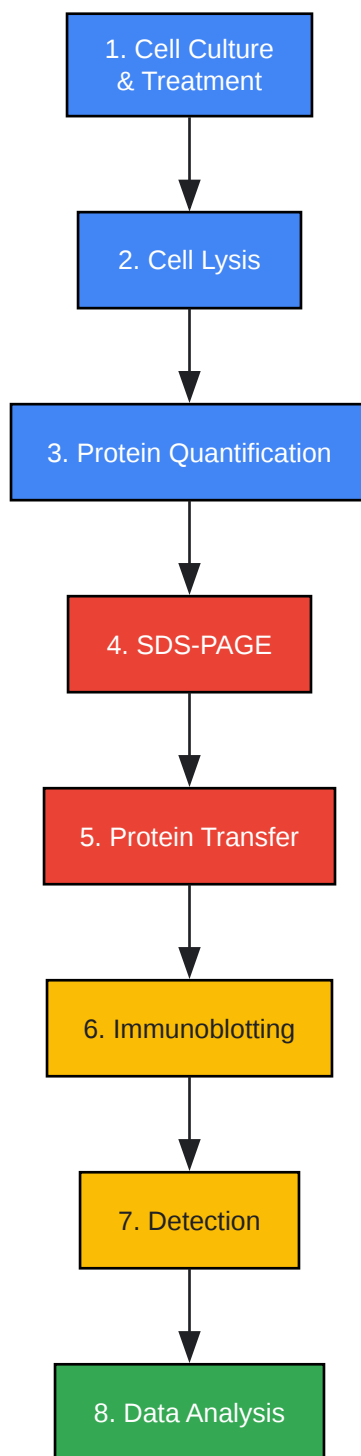 1. Cell Culture
& Treatment
2. Cell Lysis
3. Protein Quantification
4. SDS-PAGE
5. Protein Transfer
6. Immunoblotting
7. Detection
8. Data Analysis